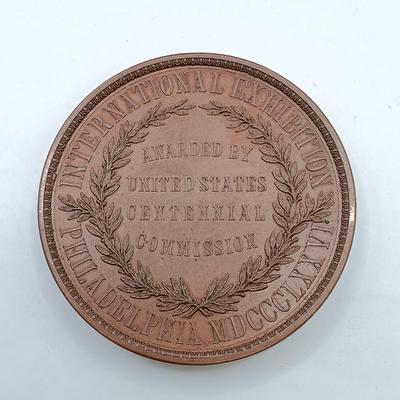 INTERNATIONAL EXHIBITION
PHILADELPHIA, MDCCCLXXVI.
AWARDED BY
UNITED STATES
CENTENNIAL
COMMISSION